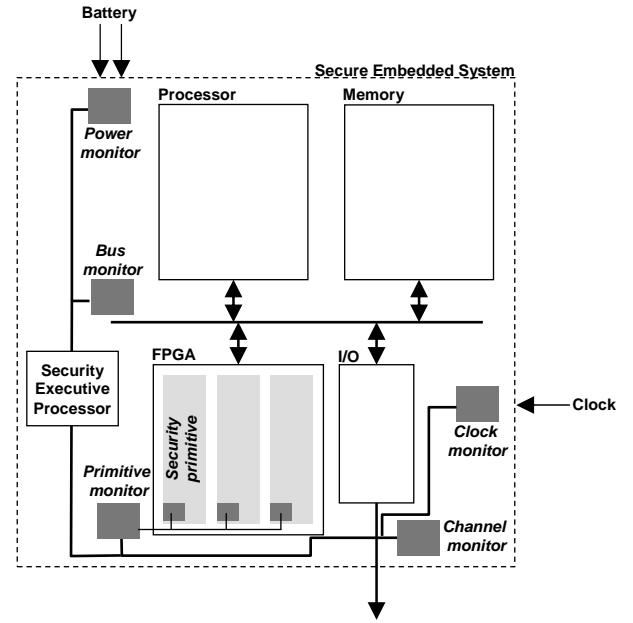 Battery
Secure Embedded System
Processor
Memory
Power
monitor
Bus
monitor
FPGA
I/O
Security
Executive
Processor
Security
primitive
Clock
Clock
monitor
Primitive
monitor
Channel
monitor